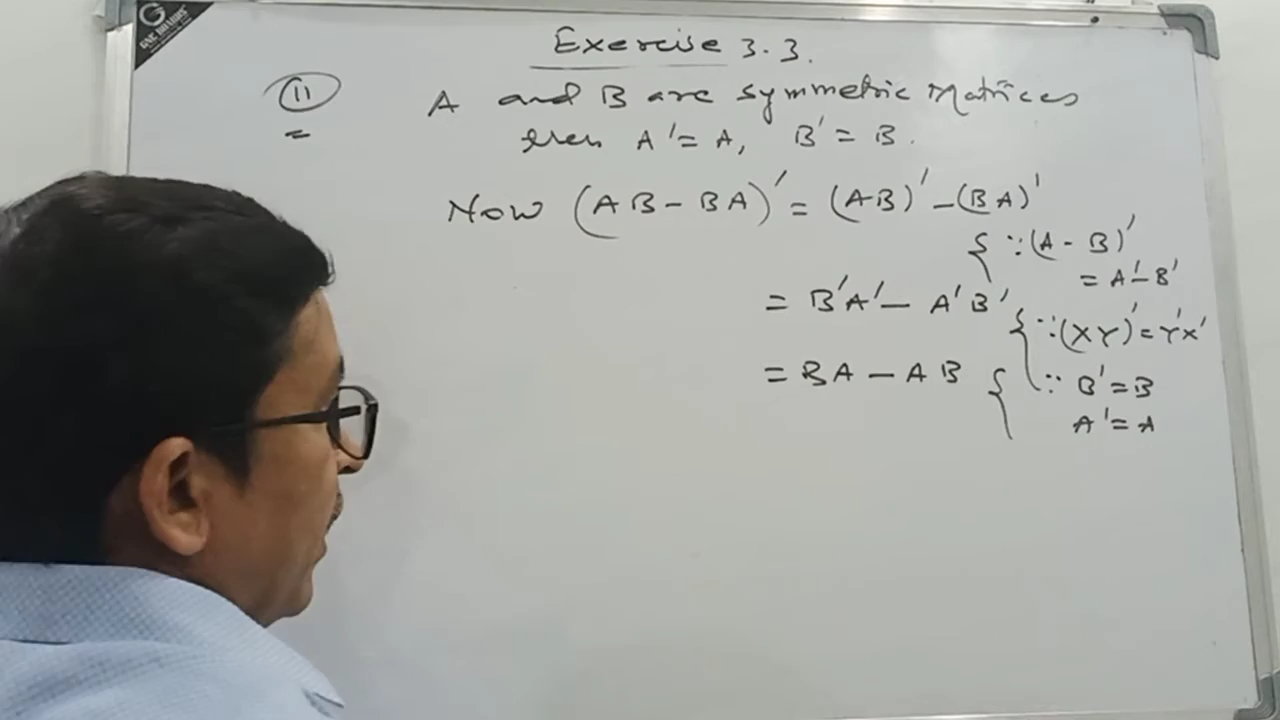 Exercise 3.3.
(11) A and B are symmetric Matrices
then A' = A, B' = B.
Now (AB - BA)' = (AB)' - (BA)'
{ ∵ (A - B)'
= A' - B'
= B'A' - A'B' { ∵ (XY)' = Y'X'
= BA - AB { ∵ B' = B
A' = A